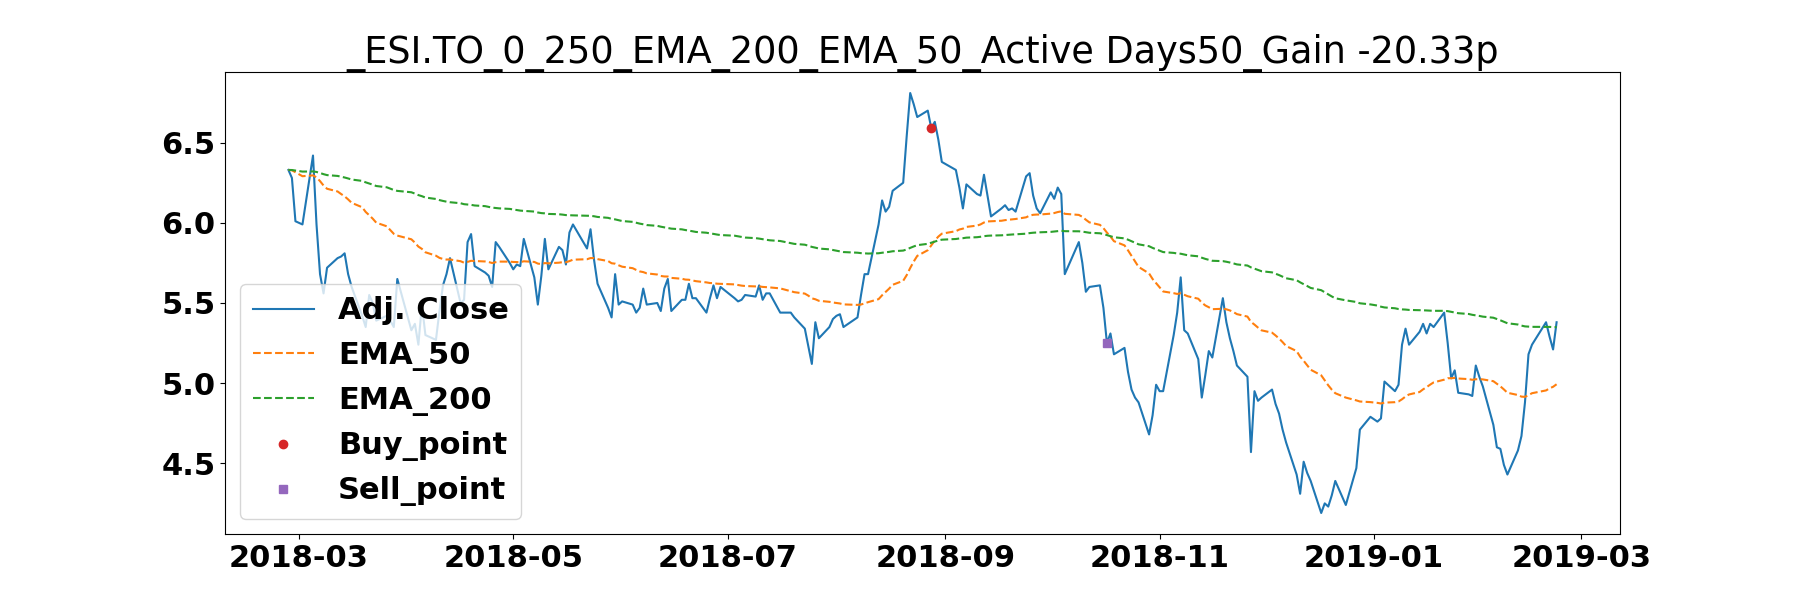 _ESI.TO_0_250_EMA_200_EMA_50_Active Days50_Gain -20.33p
6.5
6.0
5.5
5.0
4.5
Adj. Close
EMA_50
EMA_200
Buy_point
Sell_point
2018-03 2018-05 2018-07 2018-09 2018-11 2019-01 2019-03